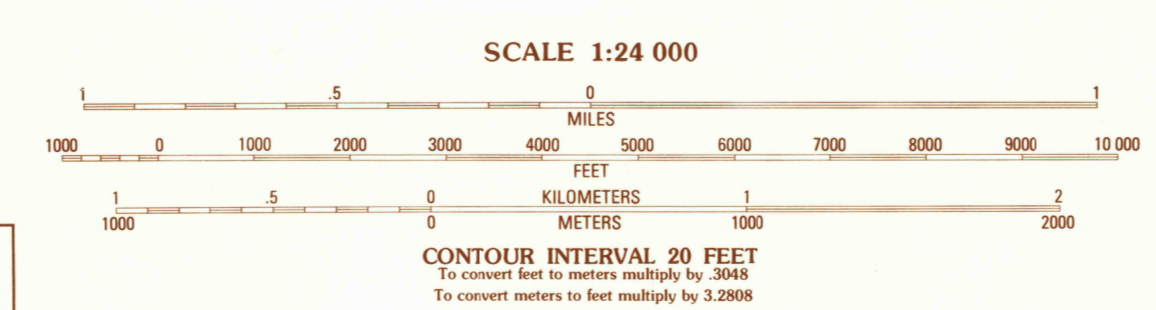 SCALE 1:24 000
1 .5 0 1
MILES
1000 0 1000 2000 3000 4000 5000 6000 7000 8000 9000 10 000
FEET
1 .5 0 KILOMETERS 1 2
1000 0 METERS 1000 2000
CONTOUR INTERVAL 20 FEET
To convert feet to meters multiply by .3048
To convert meters to feet multiply by 3.2808